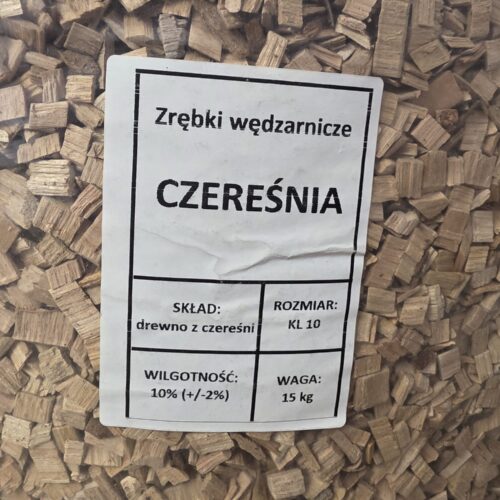 Zrębki wędzarnicze
CZEREŚNIA
SKŁAD:
drewno z czereśni
ROZMIAR:
KL 10
WILGOTNOŚĆ:
10% (+/-2%)
WAGA:
15 kg